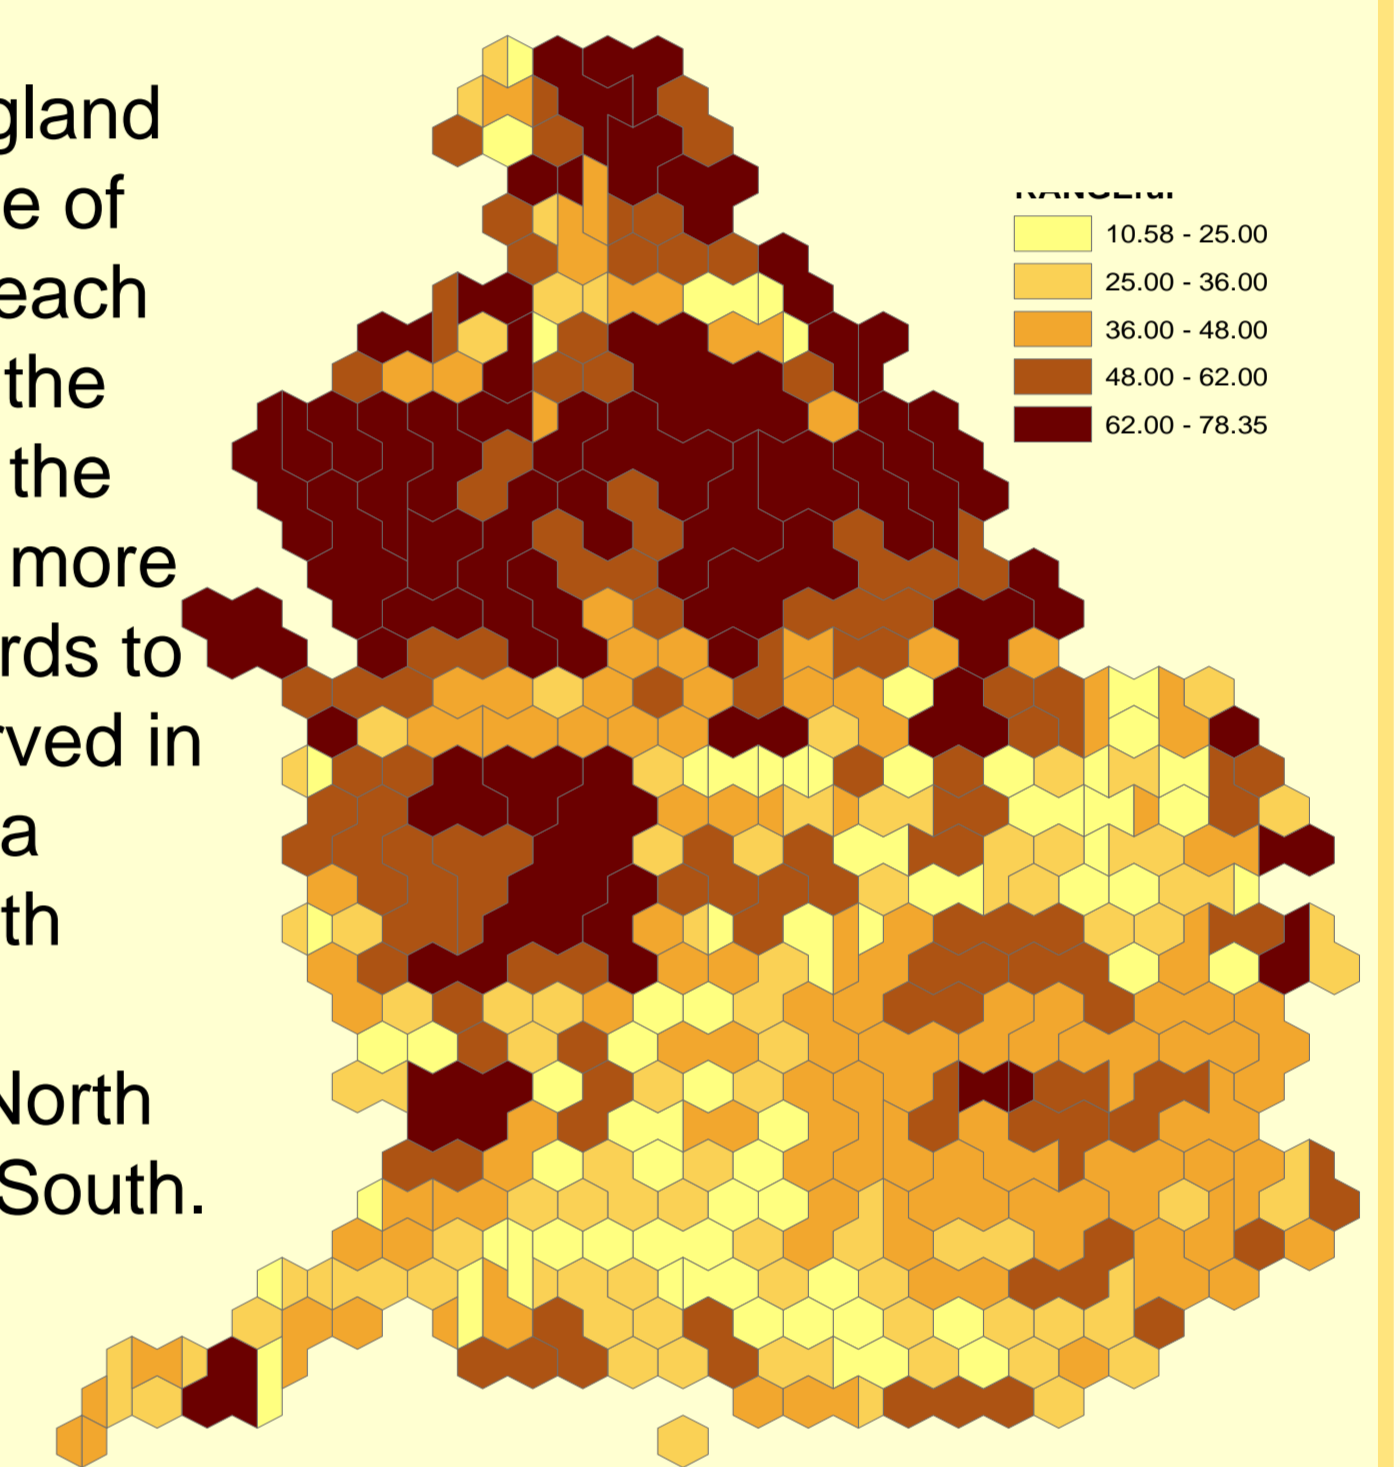 gland
e of
each
the
the
more
rds to
rved in
a
th
North
South.
10.58 - 25.00
25.00 - 36.00
36.00 - 48.00
48.00 - 62.00
62.00 - 78.35